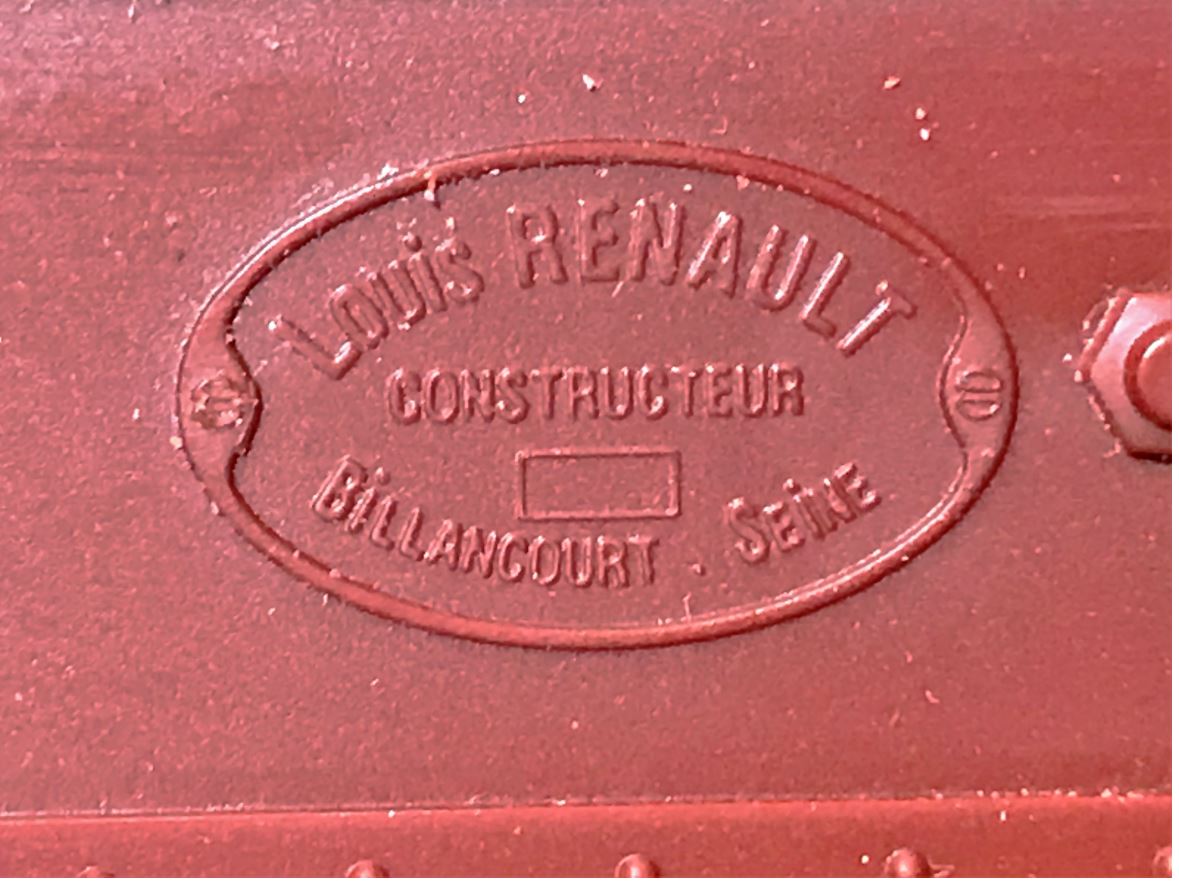 Louis RENAULT
CONSTRUCTEUR
BiLLANCOURT . SEiNE